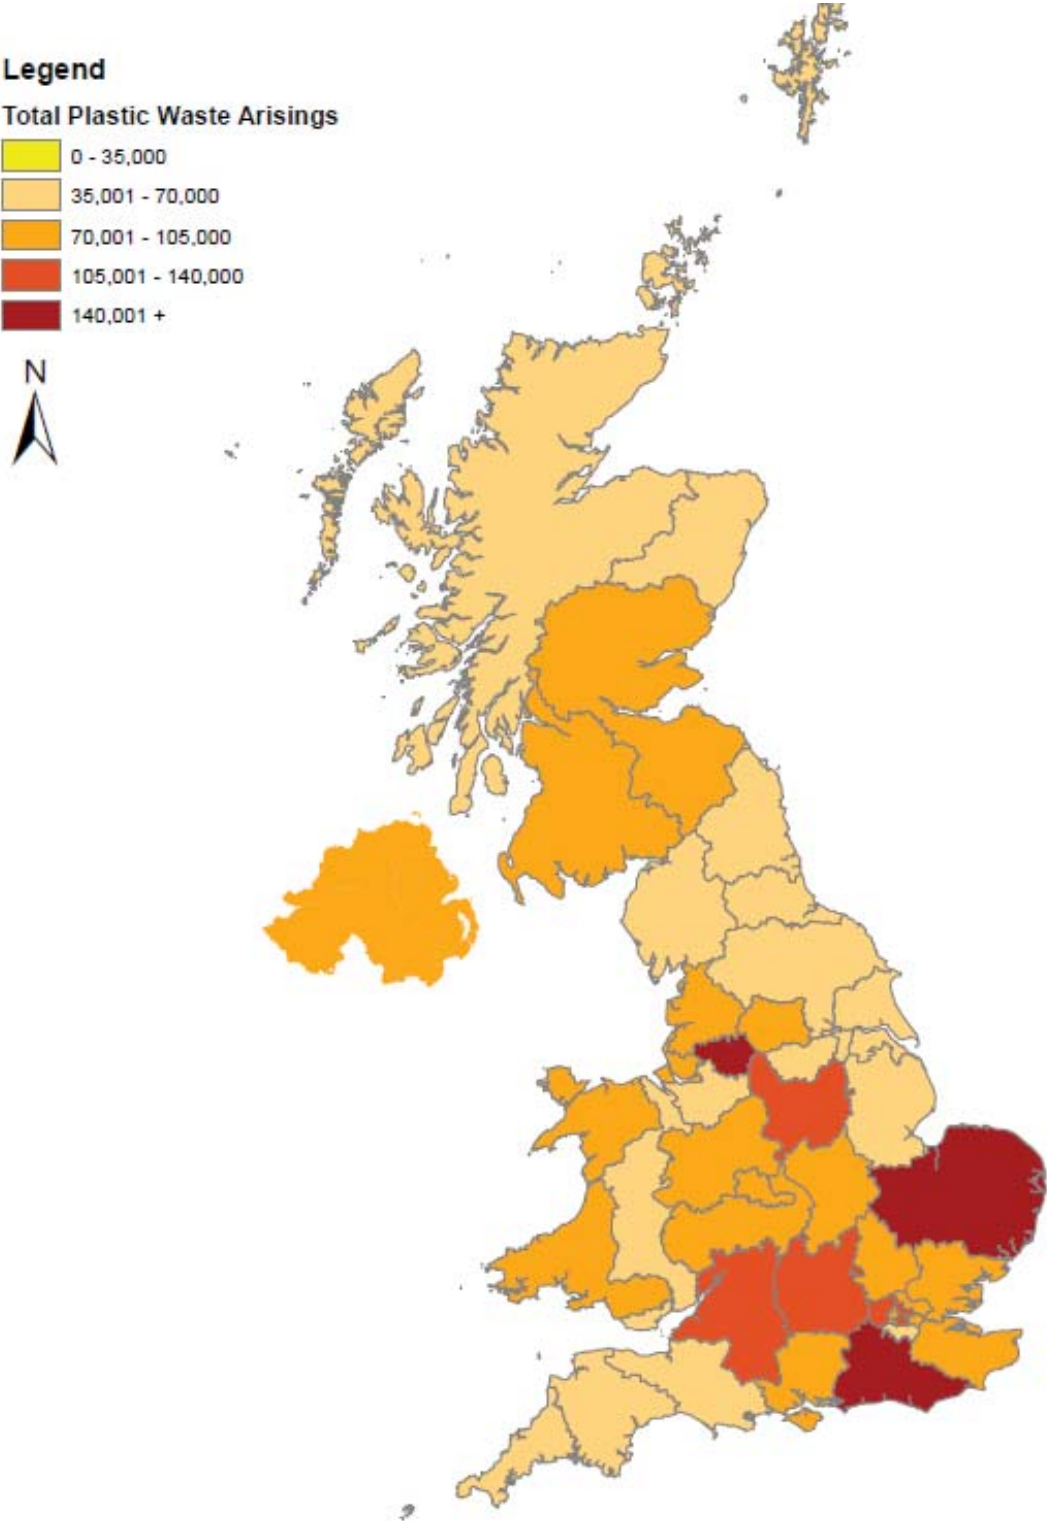 Legend
Total Plastic Waste Arisings
0 - 35,000
35,001 - 70,000
70,001 - 105,000
105,001 - 140,000
140,001 +
N